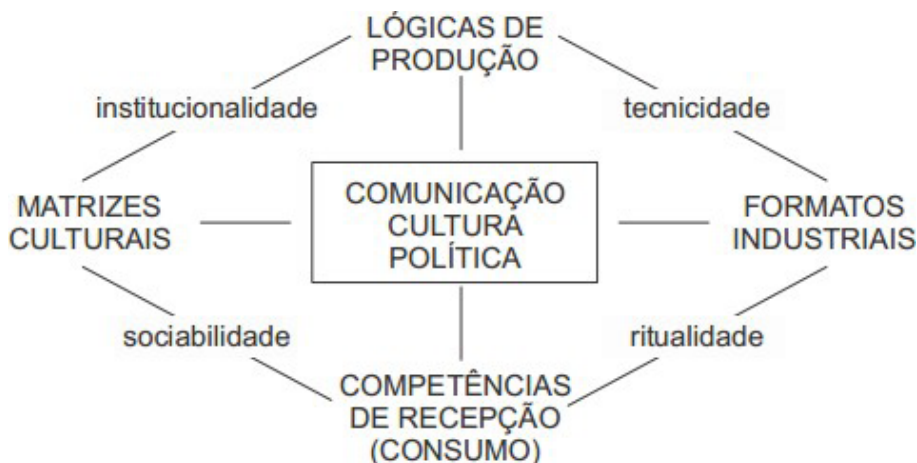 LÓGICAS DE
PRODUÇÃO
institucionalidade
tecnicidade
MATRIZES
CULTURAIS
COMUNICAÇÃO
CULTURA
POLÍTICA
FORMATOS
INDUSTRIAIS
sociabilidade
ritualidade
COMPETÊNCIAS
DE RECEPÇÃO
(CONSUMO)